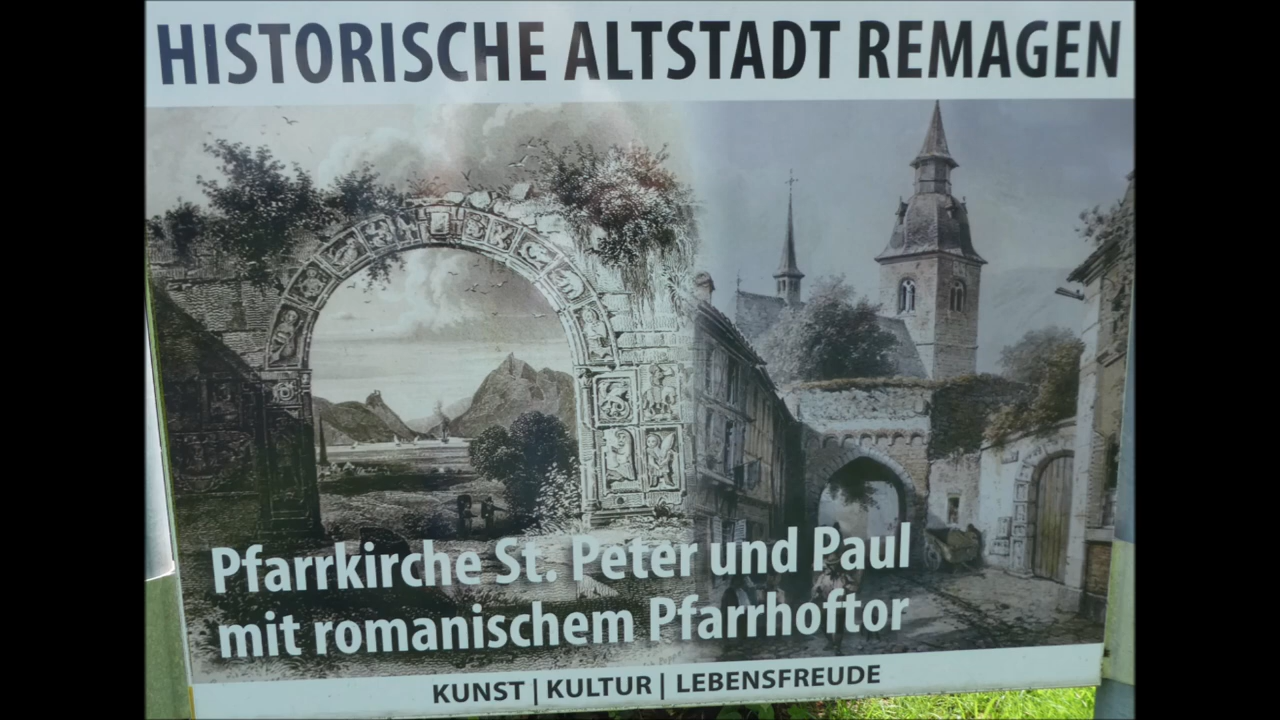 HISTORISCHE ALTSTADT REMAGEN
Pfarrkirche St. Peter und Paul
mit romanischem Pfarrhoftor
KUNST | KULTUR | LEBENSFREUDE